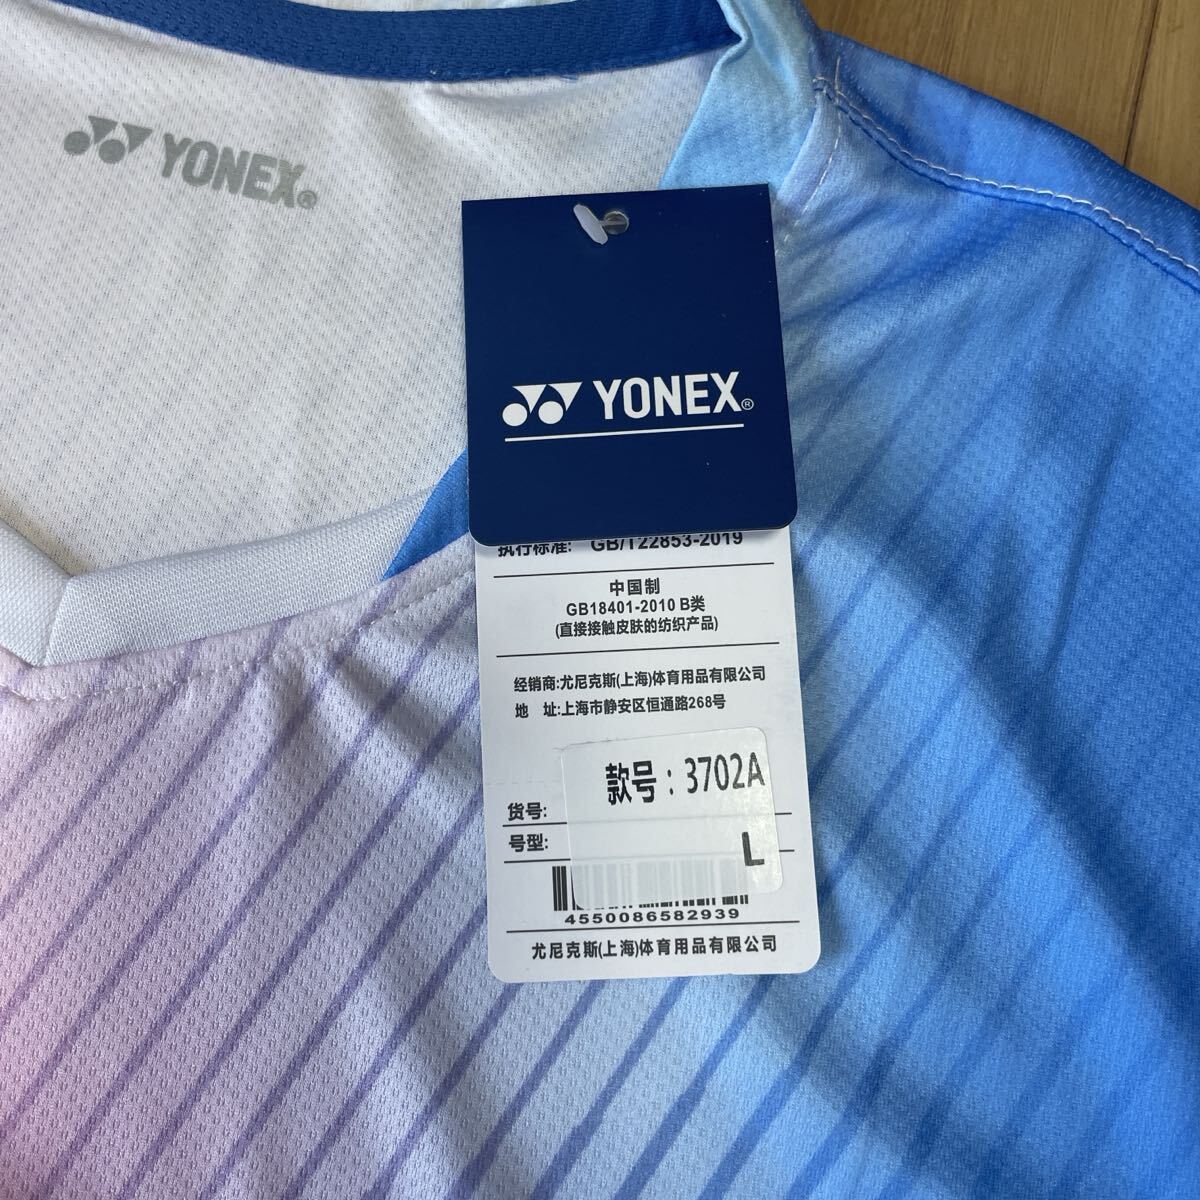 YONEX®
YONEX®
执行标准: GB/T22853-2019
中国制
GB18401-2010 B类
(直接接触皮肤的纺织产品)
经销商:尤尼克斯(上海)体育用品有限公司
地 址:上海市静安区恒通路268号
款号:3702A
货号:
号型:
L
4550086582939
尤尼克斯(上海)体育用品有限公司